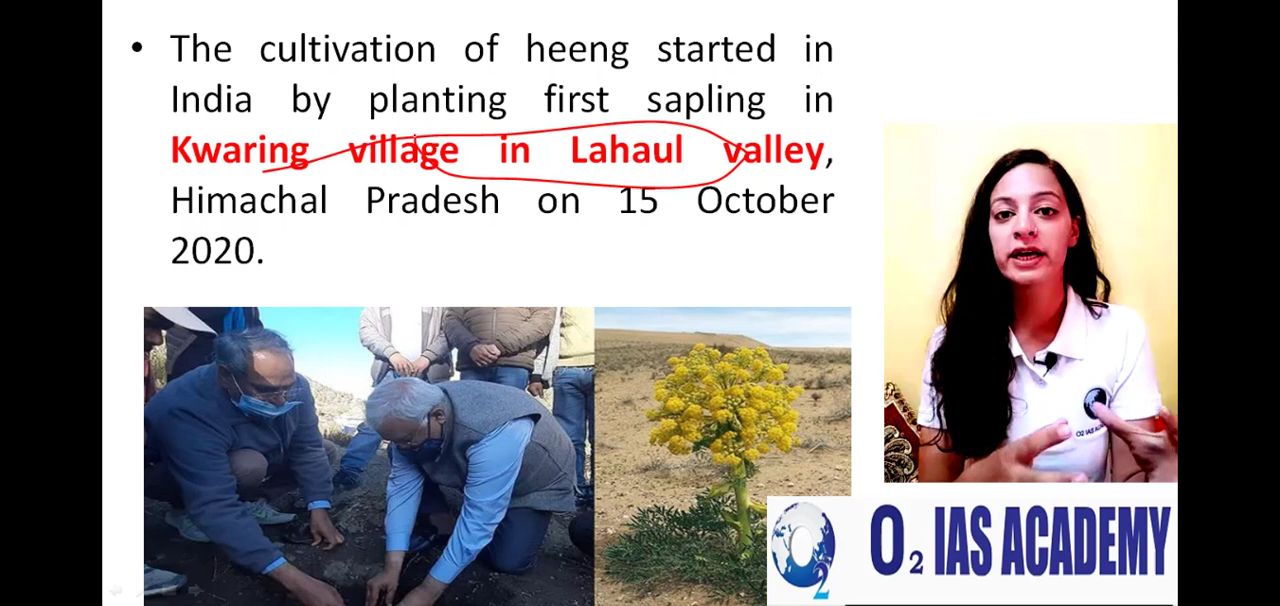 • The cultivation of heeng started in
India by planting first sapling in
Kwaring village in Lahaul valley,
Himachal Pradesh on 15 October
2020.
O2 IAS ACADEMY